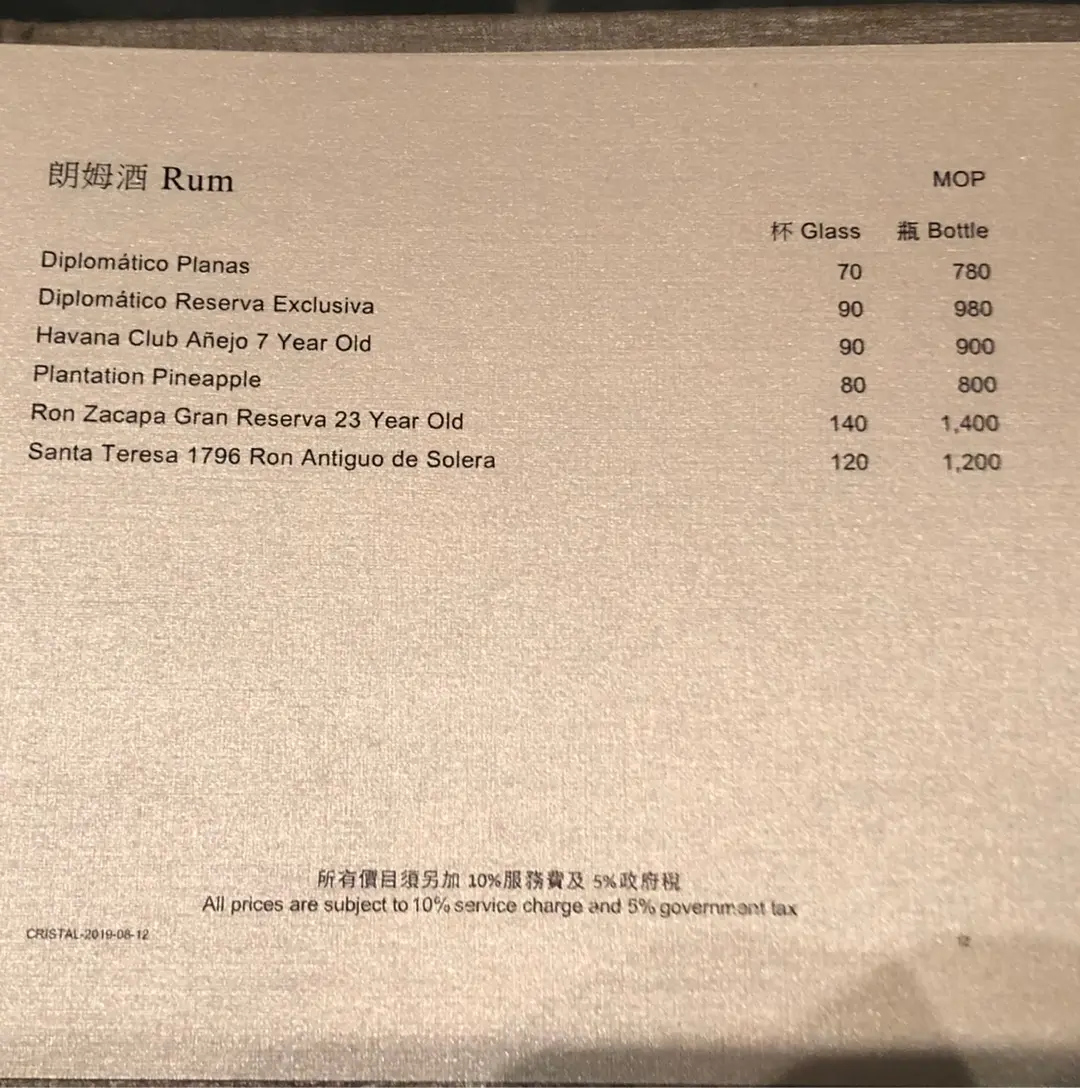 朗姆酒 Rum
MOP
杯 Glass 瓶 Bottle
Diplomático Planas 70 780
Diplomático Reserva Exclusiva 90 980
Havana Club Añejo 7 Year Old 90 900
Plantation Pineapple 80 800
Ron Zacapa Gran Reserva 23 Year Old 140 1,400
Santa Teresa 1796 Ron Antiguo de Solera 120 1,200
所有價目須另加 10%服務費及 5%政府稅
All prices are subject to 10% service charge and 5% government tax
CRISTAL-2019-08-12
12